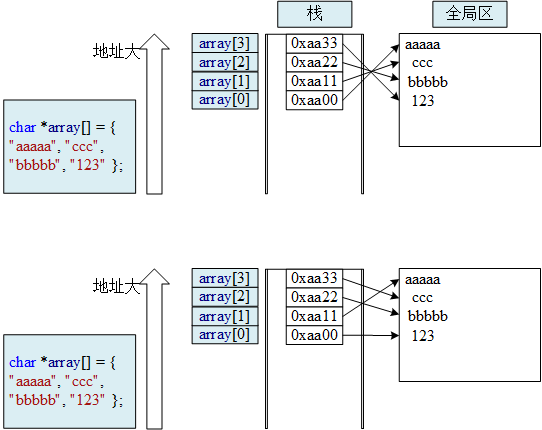 栈
全局区
地址大
array[3]
0xaa33
aaaaa
array[2]
0xaa22
ccc
array[1]
0xaa11
bbbbb
array[0]
0xaa00
123
char *array[] = {
"aaaaa", "ccc",
"bbbbb", "123" };
地址大
array[3]
0xaa33
aaaaa
array[2]
0xaa22
ccc
array[1]
0xaa11
bbbbb
array[0]
0xaa00
123
char *array[] = {
"aaaaa", "ccc",
"bbbbb", "123" };